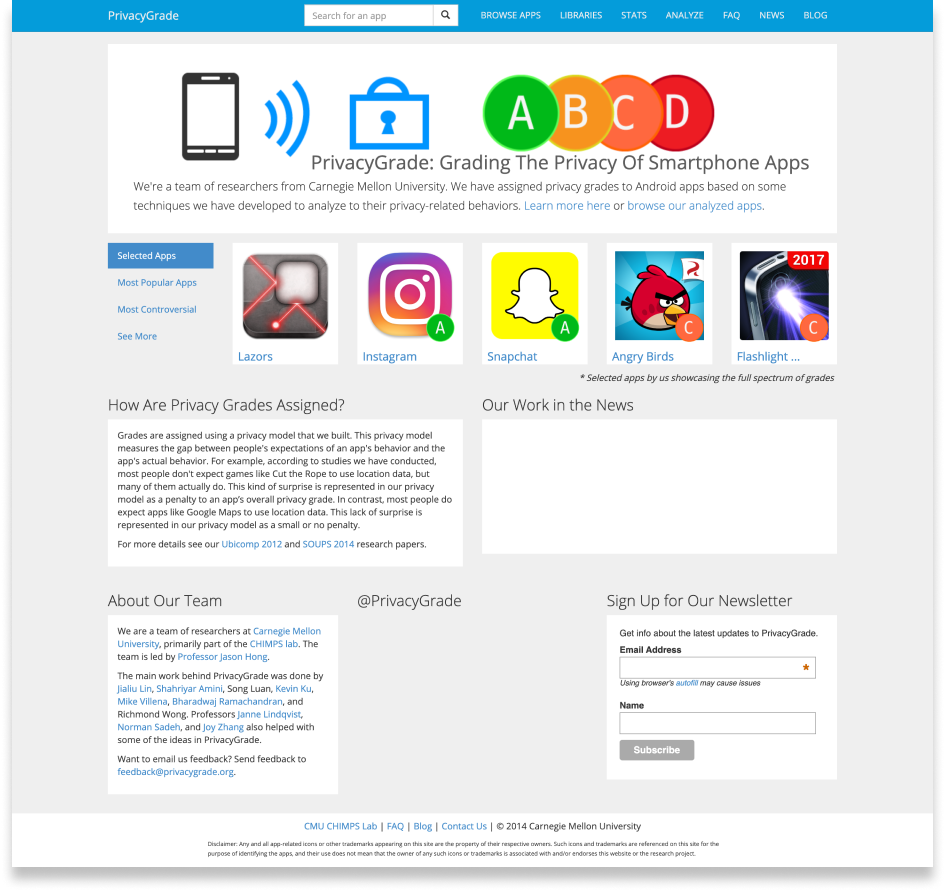 PrivacyGrade
Search for an app
BROWSE APPS LIBRARIES STATS ANALYZE FAQ NEWS BLOG
A B C D
PrivacyGrade: Grading The Privacy Of Smartphone Apps
We're a team of researchers from Carnegie Mellon University. We have assigned privacy grades to Android apps based on some
techniques we have developed to analyze to their privacy-related behaviors. Learn more here or browse our analyzed apps.
Selected Apps
Most Popular Apps
Most Controversial
See More
Lazors
A
Instagram
A
Snapchat
C
Angry Birds
2017
C
Flashlight ...
* Selected apps by us showcasing the full spectrum of grades
How Are Privacy Grades Assigned?
Grades are assigned using a privacy model that we built. This privacy model
measures the gap between people's expectations of an app's behavior and the
app's actual behavior. For example, according to studies we have conducted,
most people don't expect games like Cut the Rope to use location data, but
many of them actually do. This kind of surprise is represented in our privacy
model as a penalty to an app's overall privacy grade. In contrast, most people do
expect apps like Google Maps to use location data. This lack of surprise is
represented in our privacy model as a small or no penalty.
For more details see our Ubicomp 2012 and SOUPS 2014 research papers.
Our Work in the News
About Our Team
We are a team of researchers at Carnegie Mellon
University, primarily part of the CHIMPS lab. The
team is led by Professor Jason Hong.
The main work behind PrivacyGrade was done by
Jialiu Lin, Shahriyar Amini, Song Luan, Kevin Ku,
Mike Villena, Bharadwaj Ramachandran, and
Richmond Wong. Professors Janne Lindqvist,
Norman Sadeh, and Joy Zhang also helped with
some of the ideas in PrivacyGrade.
Want to email us feedback? Send feedback to
feedback@privacygrade.org.
@PrivacyGrade
Sign Up for Our Newsletter
Get info about the latest updates to PrivacyGrade.
Email Address
*
Using browser's autofill may cause issues
Name
Subscribe
CMU CHIMPS Lab | FAQ | Blog | Contact Us | © 2014 Carnegie Mellon University
Disclaimer: Any and all app-related icons or other trademarks appearing on this site are the property of their respective owners. Such icons and trademarks are referenced on this site for the
purpose of identifying the apps, and their use does not mean that the owner of any such icons or trademarks is associated with and/or endorses this website or the research project.